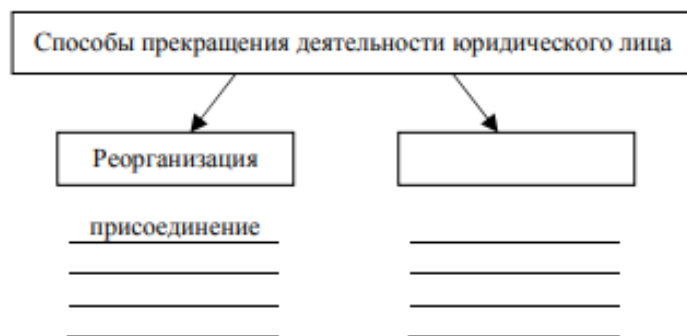 Способы прекращения деятельности юридического лица
Реорганизация
присоединение